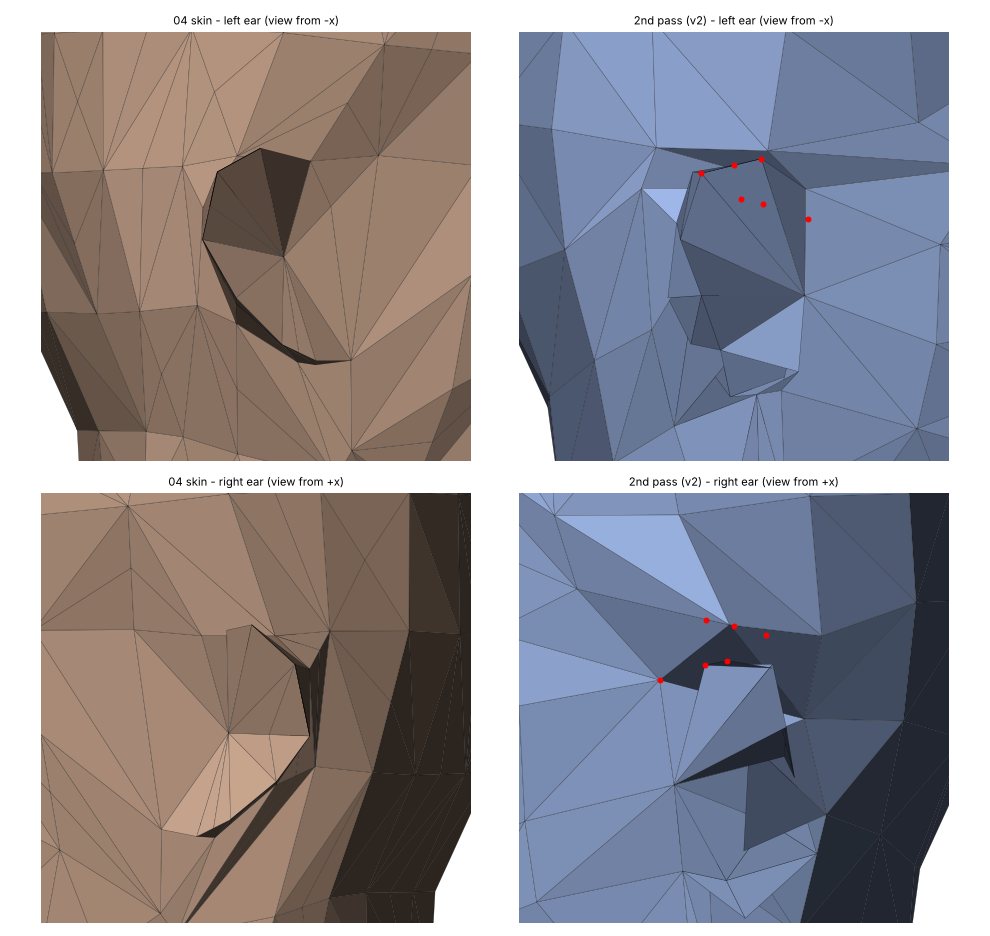 04 skin - left ear (view from -x)
2nd pass (v2) - left ear (view from -x)
04 skin - right ear (view from +x)
2nd pass (v2) - right ear (view from +x)